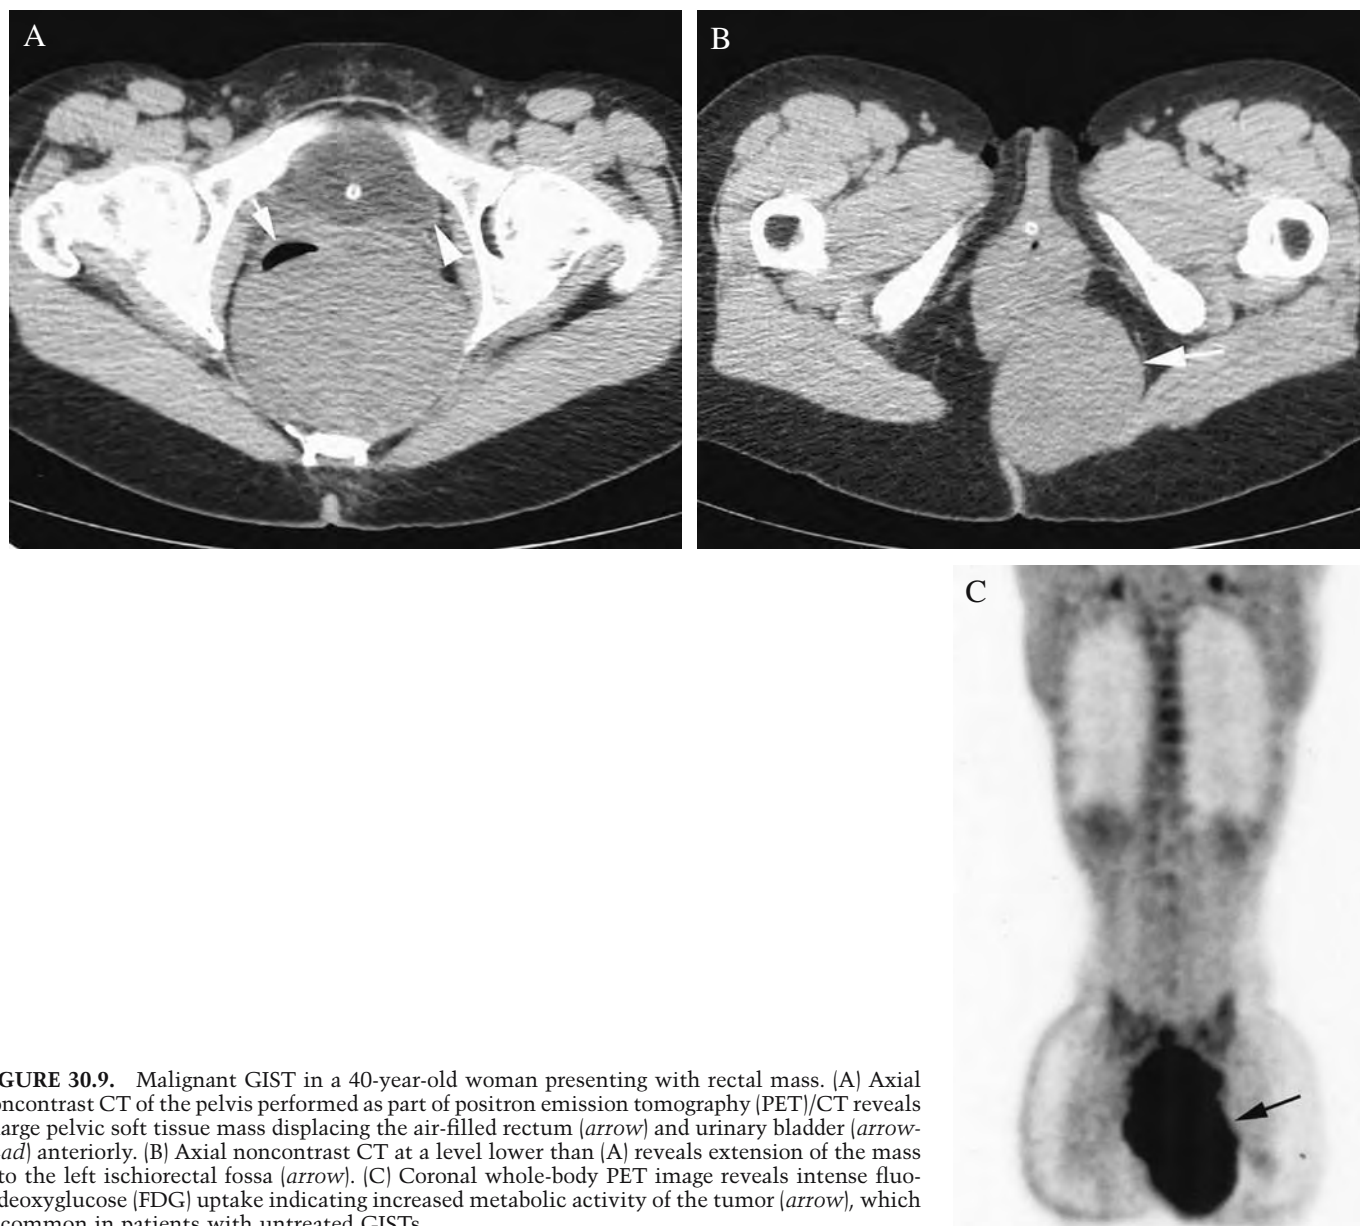 A
B
C
GURE 30.9. Malignant GIST in a 40-year-old woman presenting with rectal mass. (A) Axial
oncontrast CT of the pelvis performed as part of positron emission tomography (PET)/CT reveals
large pelvic soft tissue mass displacing the air-filled rectum (arrow) and urinary bladder (arrow-
ad) anteriorly. (B) Axial noncontrast CT at a level lower than (A) reveals extension of the mass
to the left ischiorectal fossa (arrow). (C) Coronal whole-body PET image reveals intense fluo-
deoxyglucose (FDG) uptake indicating increased metabolic activity of the tumor (arrow), which
common in patients with untreated GISTs